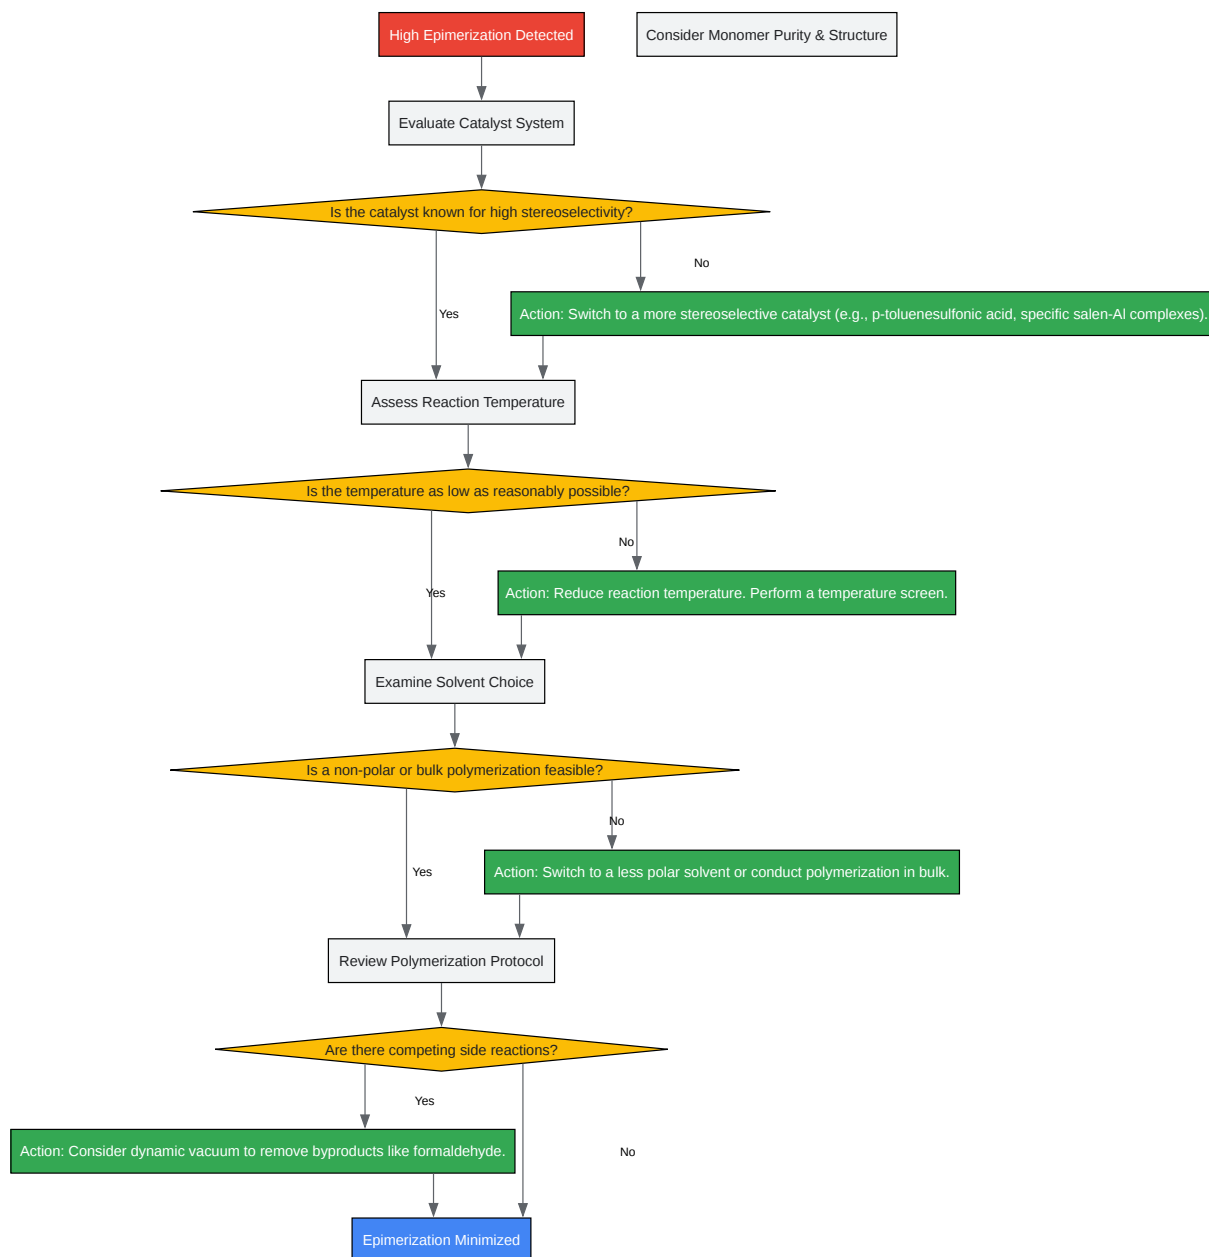 High Epimerization Detected
Consider Monomer Purity & Structure
Evaluate Catalyst System
Is the catalyst known for high stereoselectivity?
No
Yes
Action: Switch to a more stereoselective catalyst (e.g., p-toluenesulfonic acid, specific salen-Al complexes).
Assess Reaction Temperature
Is the temperature as low as reasonably possible?
No
Yes
Action: Reduce reaction temperature. Perform a temperature screen.
Examine Solvent Choice
Is a non-polar or bulk polymerization feasible?
No
Yes
Action: Switch to a less polar solvent or conduct polymerization in bulk.
Review Polymerization Protocol
Are there competing side reactions?
Yes
Action: Consider dynamic vacuum to remove byproducts like formaldehyde.
No
Epimerization Minimized